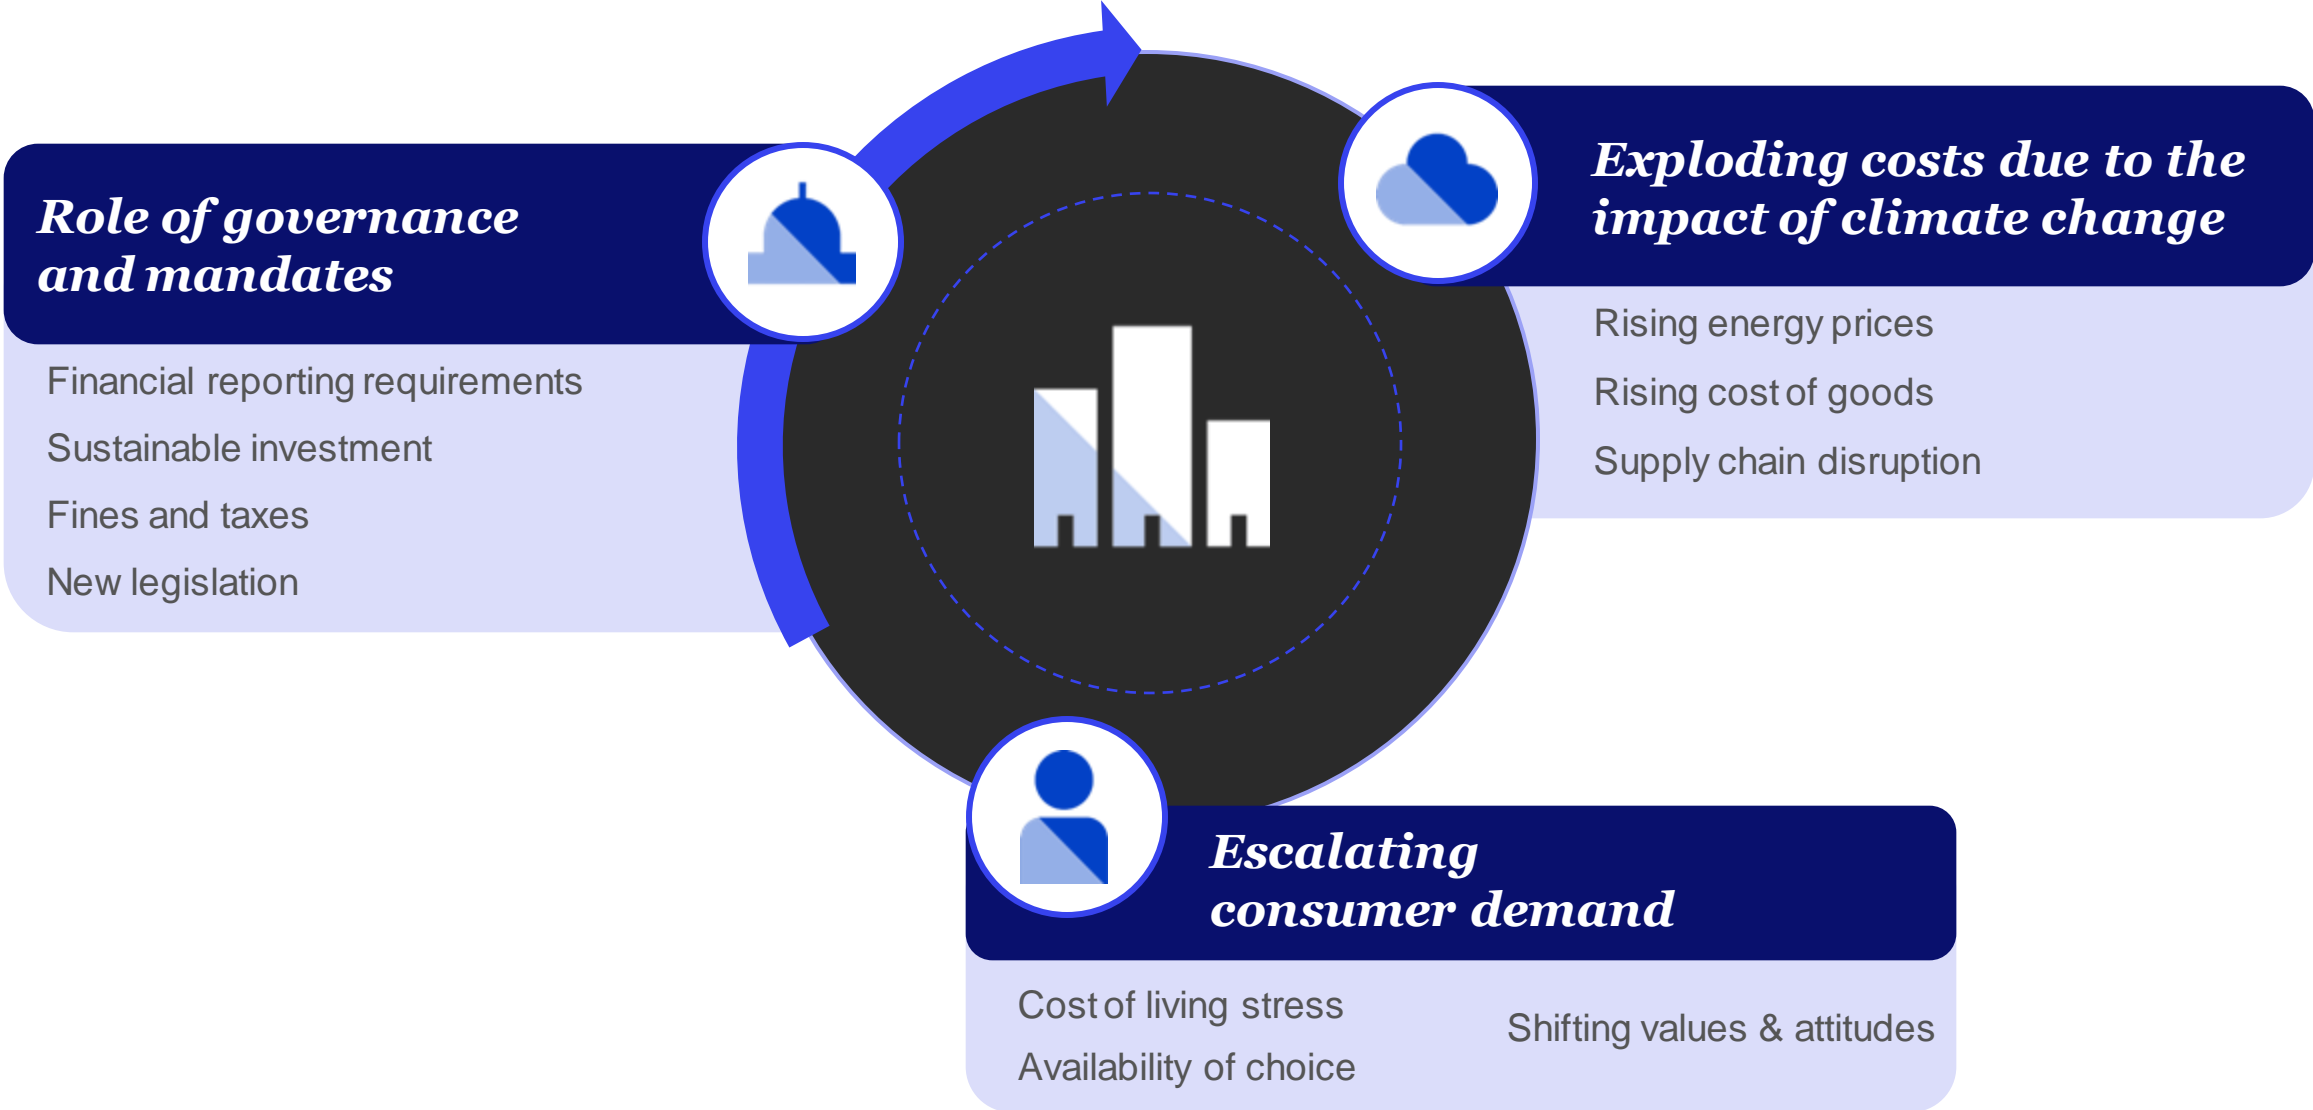 Role of governance
and mandates
Financial reporting requirements
Sustainable investment
Fines and taxes
New legislation
Exploding costs due to the
impact of climate change
Rising energy prices
Rising cost of goods
Supply chain disruption
Escalating
consumer demand
Cost of living stress
Availability of choice
Shifting values & attitudes